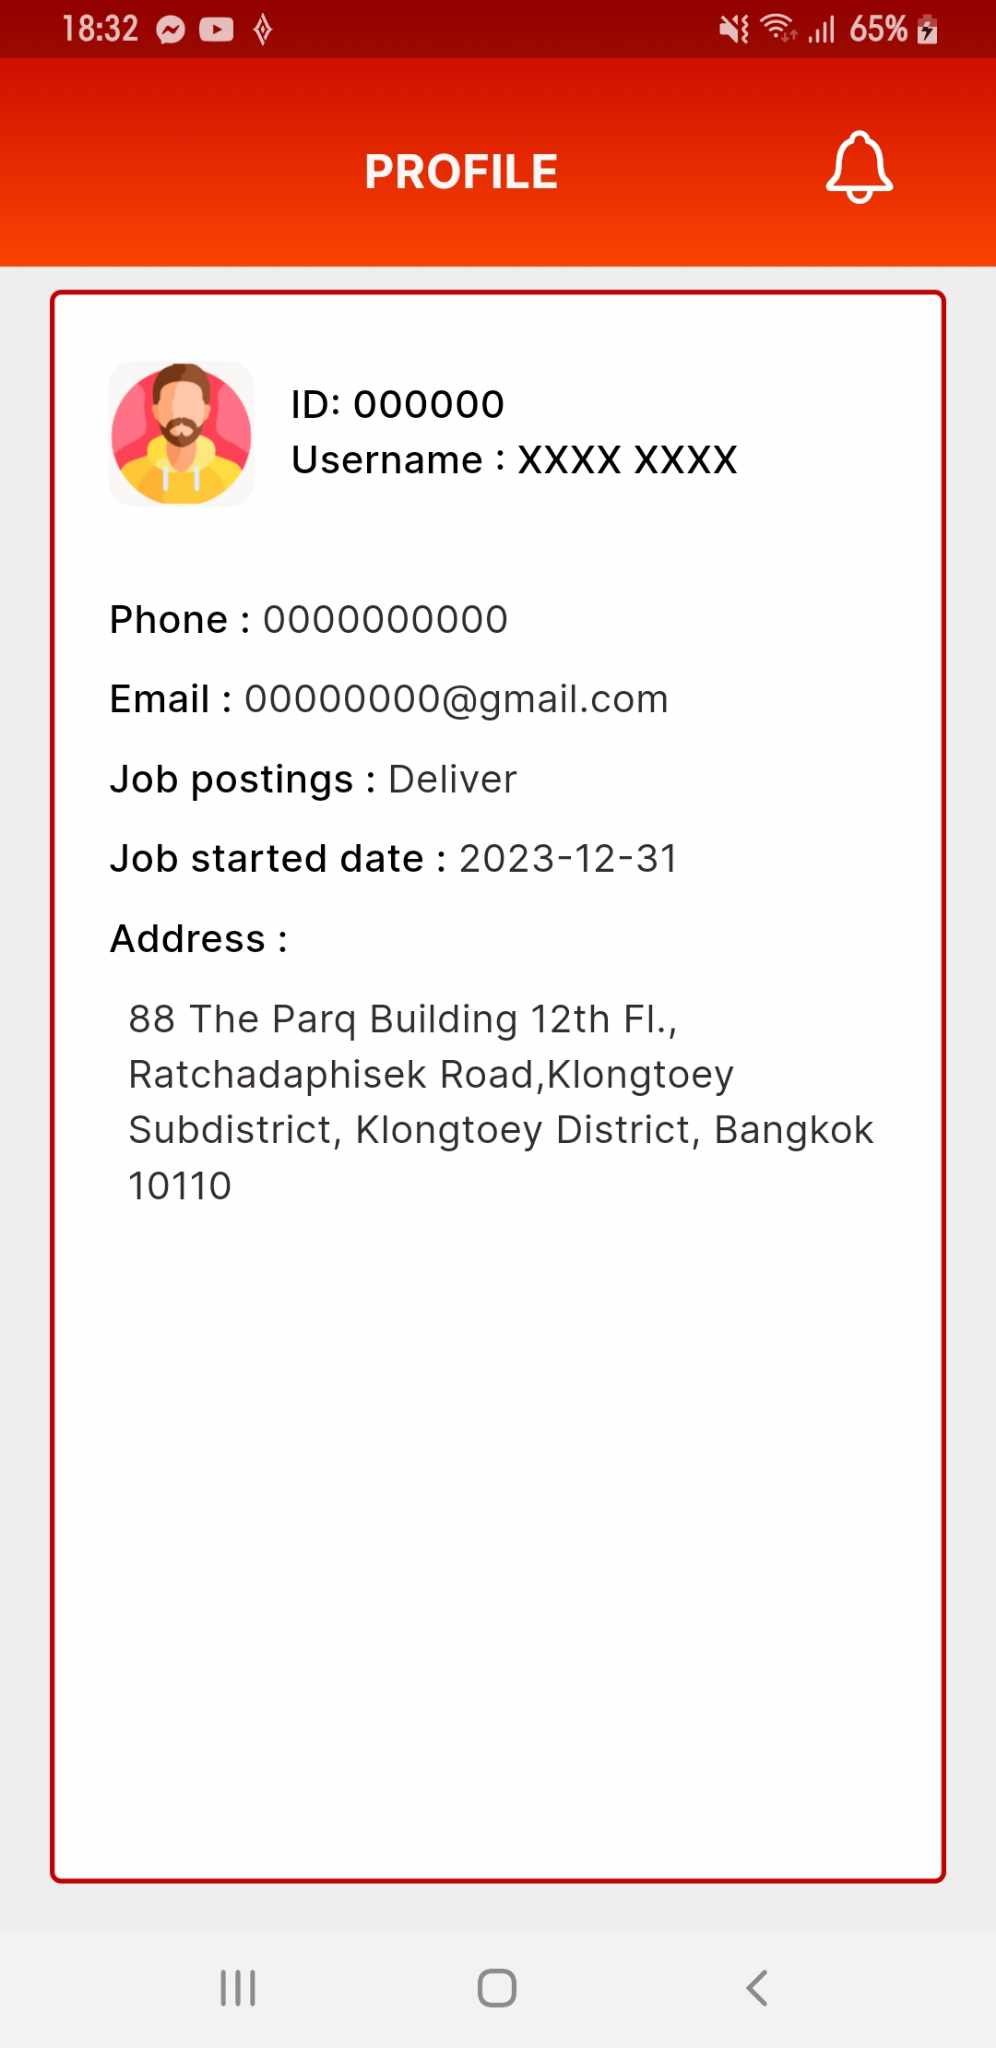 18:32
65%
PROFILE
ID: 000000
Username : XXXX XXXX
Phone : 0000000000
Email : 00000000@gmail.com
Job postings : Deliver
Job started date : 2023-12-31
Address :
88 The Parq Building 12th Fl.,
Ratchadaphisek Road,Klongtoey
Subdistrict, Klongtoey District, Bangkok
10110